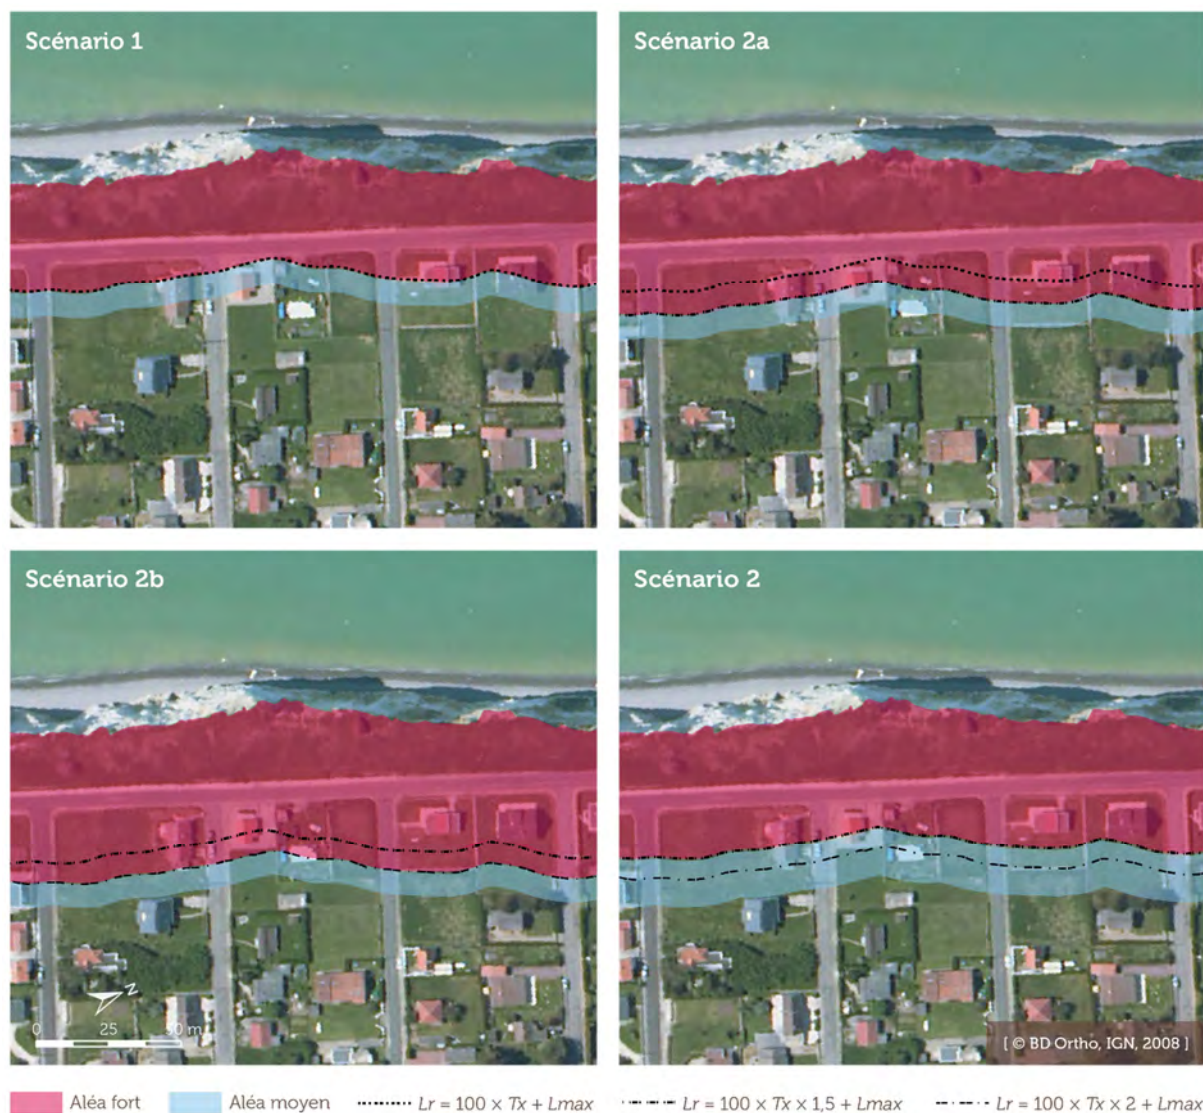 Scénario 1
Scénario 2a
Scénario 2b
Scénario 2
N
0 25 50 m
[ © BD Ortho, IGN, 2008 ]
Aléa fort
Aléa moyen
Lr = 100 × Tx + Lmax
Lr = 100 × Tx × 1,5 + Lmax
Lr = 100 × Tx × 2 + Lmax